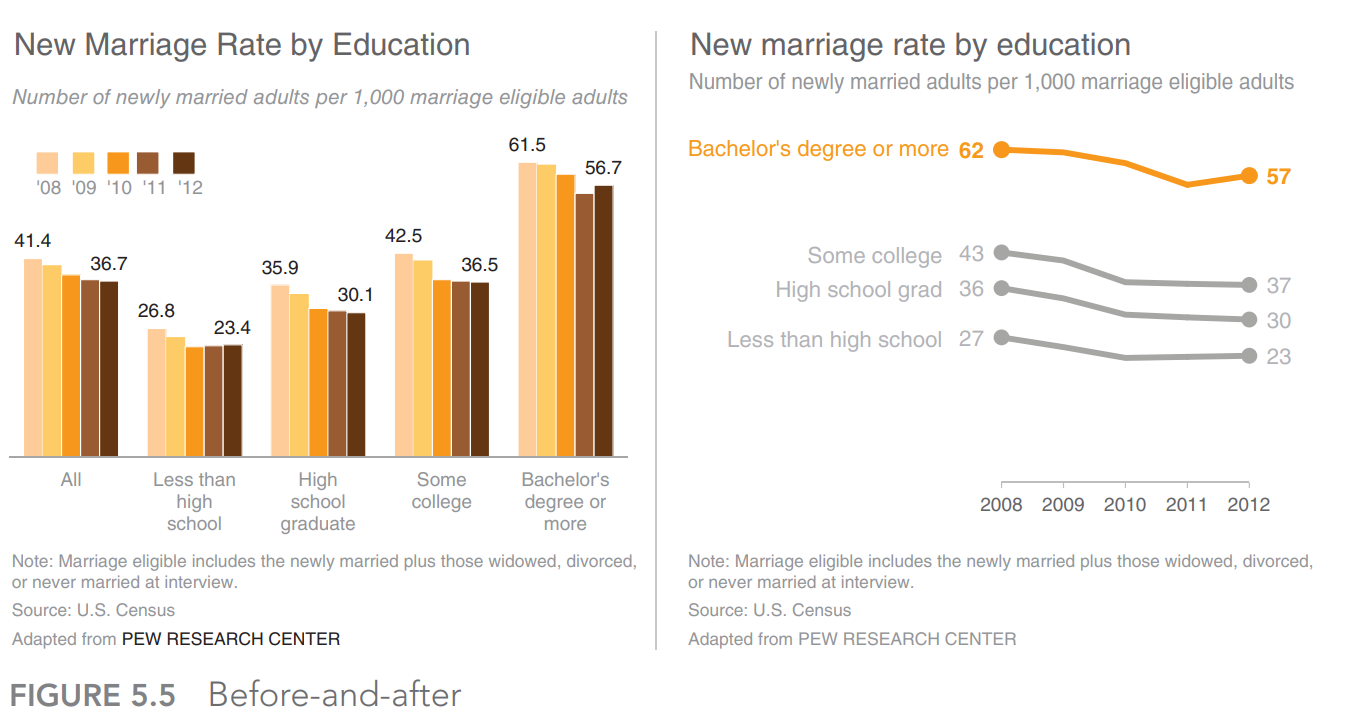 New Marriage Rate by Education
Number of newly married adults per 1,000 marriage eligible adults
'08 '09 '10 '11 '12
41.4
36.7
26.8
23.4
35.9
30.1
42.5
36.5
61.5
56.7
All
Less than
high
school
High
school
graduate
Some
college
Bachelor's
degree or
more
Note: Marriage eligible includes the newly married plus those widowed, divorced,
or never married at interview.
Source: U.S. Census
Adapted from PEW RESEARCH CENTER
New marriage rate by education
Number of newly married adults per 1,000 marriage eligible adults
Bachelor's degree or more 62
57
Some college 43
37
High school grad 36
30
Less than high school 27
23
2008 2009 2010 2011 2012
Note: Marriage eligible includes the newly married plus those widowed, divorced,
or never married at interview.
Source: U.S. Census
Adapted from PEW RESEARCH CENTER
FIGURE 5.5 Before-and-after